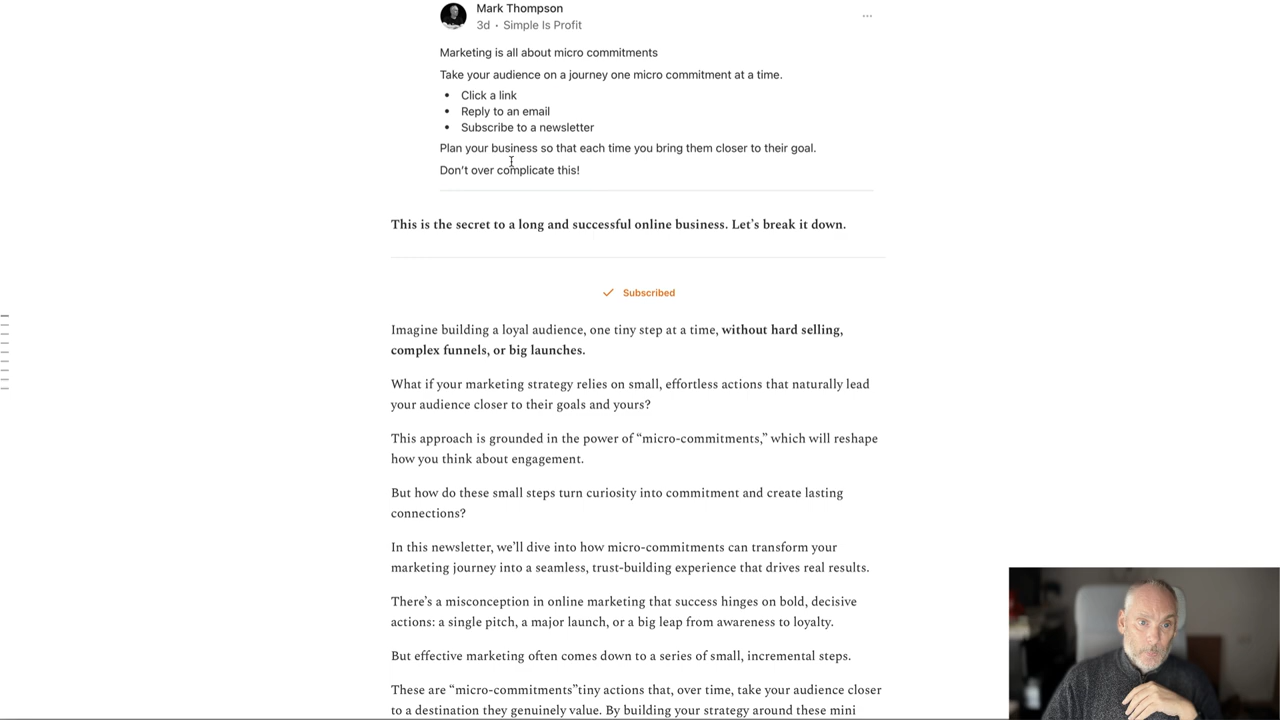 Mark Thompson
3d · Simple Is Profit
Marketing is all about micro commitments
Take your audience on a journey one micro commitment at a time.
• Click a link
• Reply to an email
• Subscribe to a newsletter
Plan your business so that each time you bring them closer to their goal.
Don't over complicate this!
This is the secret to a long and successful online business. Let's break it down.
Subscribed
Imagine building a loyal audience, one tiny step at a time, without hard selling,
complex funnels, or big launches.
What if your marketing strategy relies on small, effortless actions that naturally lead
your audience closer to their goals and yours?
This approach is grounded in the power of “micro-commitments,” which will reshape
how you think about engagement.
But how do these small steps turn curiosity into commitment and create lasting
connections?
In this newsletter, we’ll dive into how micro-commitments can transform your
marketing journey into a seamless, trust-building experience that drives real results.
There’s a misconception in online marketing that success hinges on bold, decisive
actions: a single pitch, a major launch, or a big leap from awareness to loyalty.
But effective marketing often comes down to a series of small, incremental steps.
These are “micro-commitments”tiny actions that, over time, take your audience closer
to a destination they genuinely value. By building your strategy around these mini